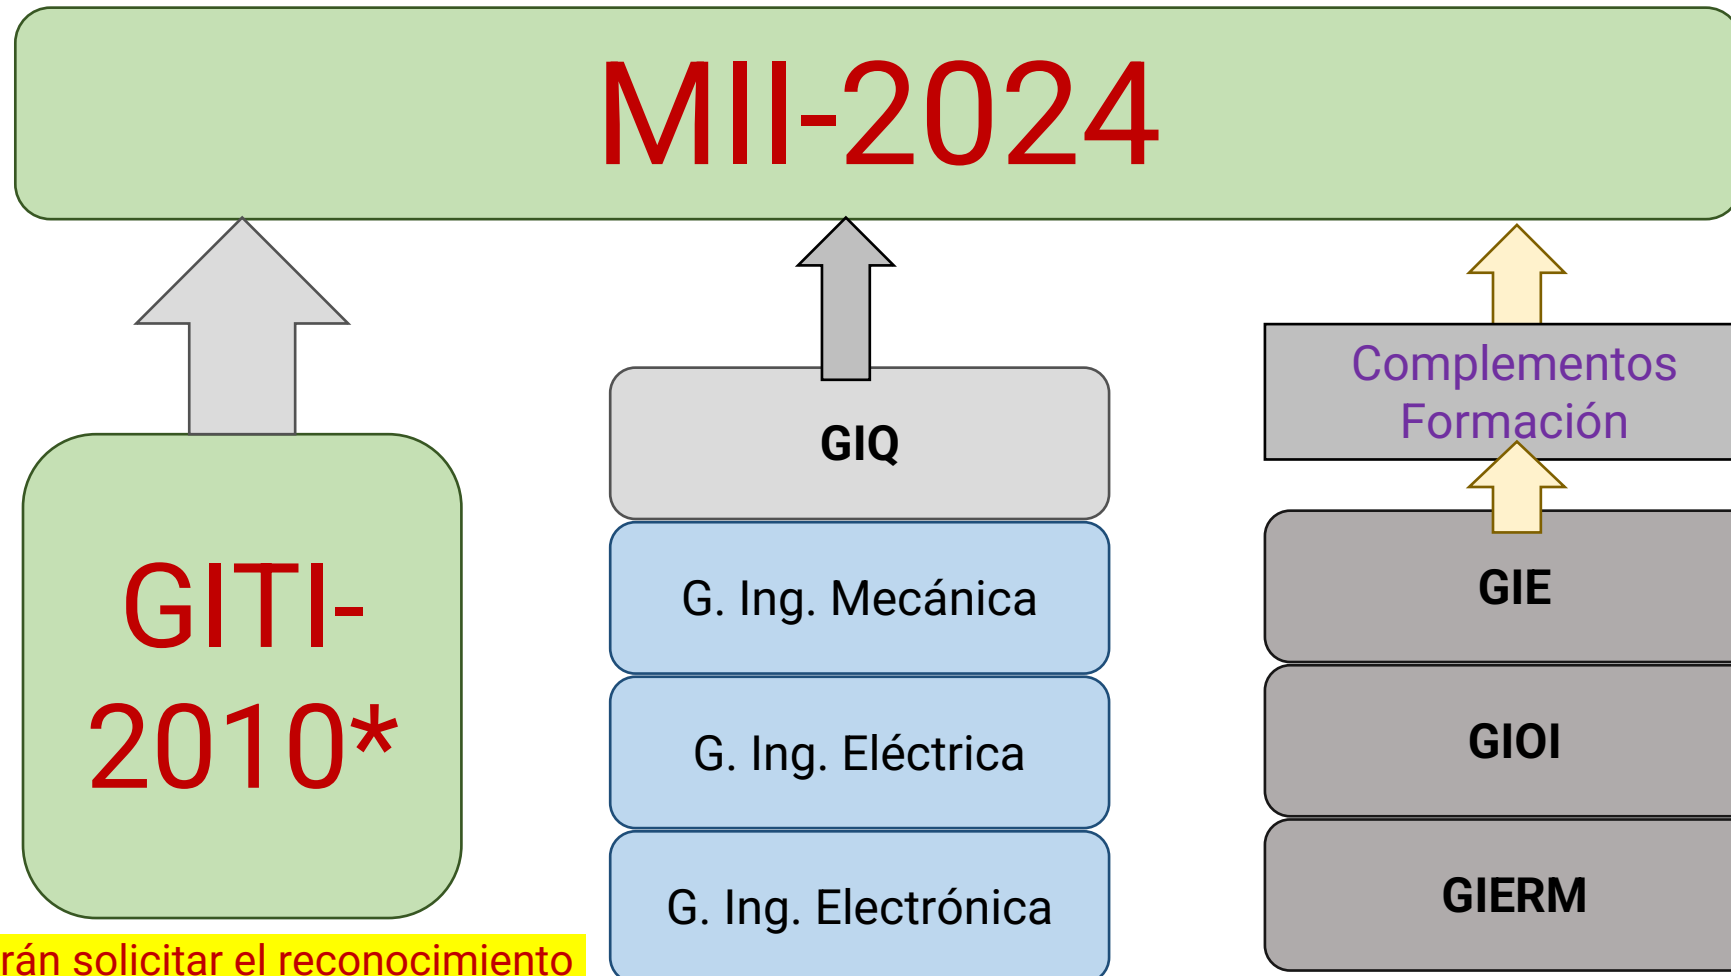 MII-2024
GITI-
2010*
rán solicitar el reconocimiento
GIQ
G. Ing. Mecánica
G. Ing. Eléctrica
G. Ing. Electrónica
Complementos
Formación
GIE
GIOI
GIERM